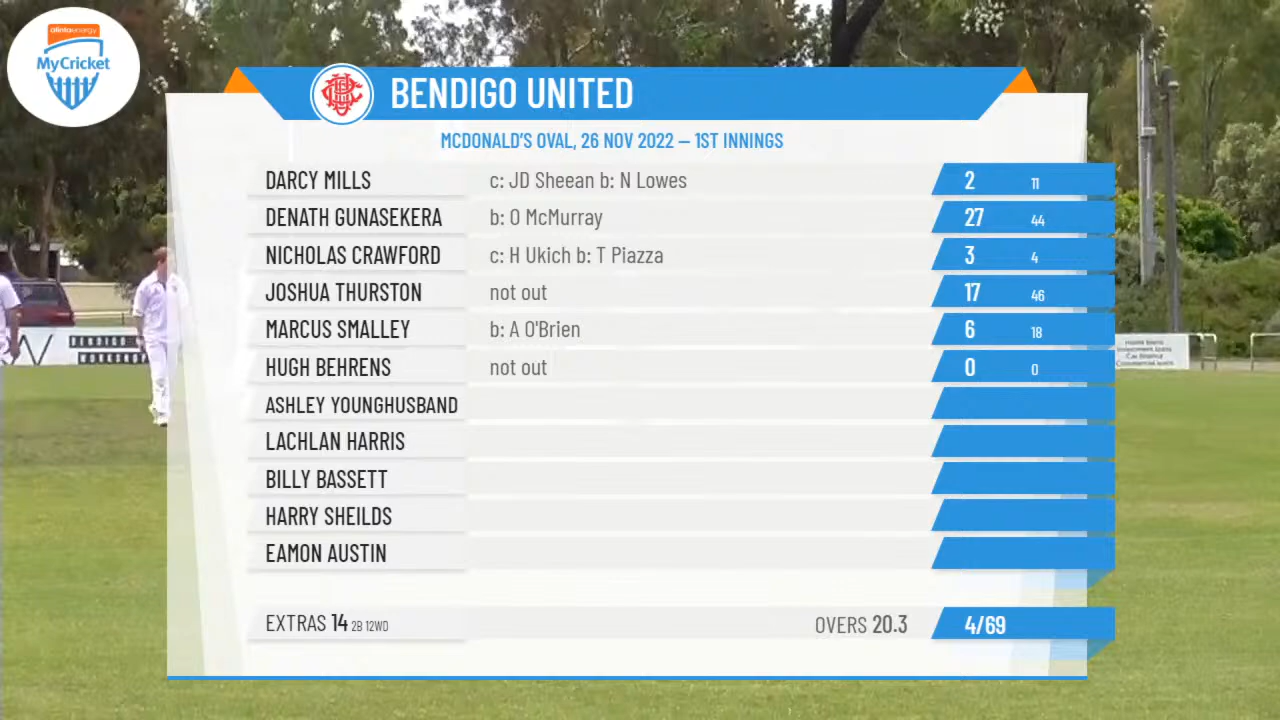 alintaenergy
MyCricket
BENDIGO UNITED
MCDONALD'S OVAL, 26 NOV 2022 – 1ST INNINGS
DARCY MILLS c: JD Sheean b: N Lowes 2 11
DENATH GUNASEKERA b: O McMurray 27 44
NICHOLAS CRAWFORD c: H Ukich b: T Piazza 3 4
JOSHUA THURSTON not out 17 46
MARCUS SMALLEY b: A O'Brien 6 18
HUGH BEHRENS not out 0 0
ASHLEY YOUNGHUSBAND
LACHLAN HARRIS
BILLY BASSETT
HARRY SHEILDS
EAMON AUSTIN
EXTRAS 14 2B 12WD OVERS 20.3 4/69
BENDIGO
WORKSHOP